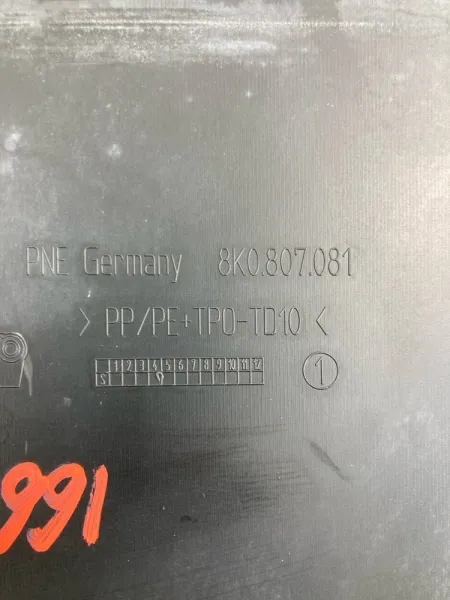 PNE Germany 8K0.807.081
> PP/PE+TPO-TD10 <
1 2 3 4 5 6 7 8 9 10 11 12
1
991